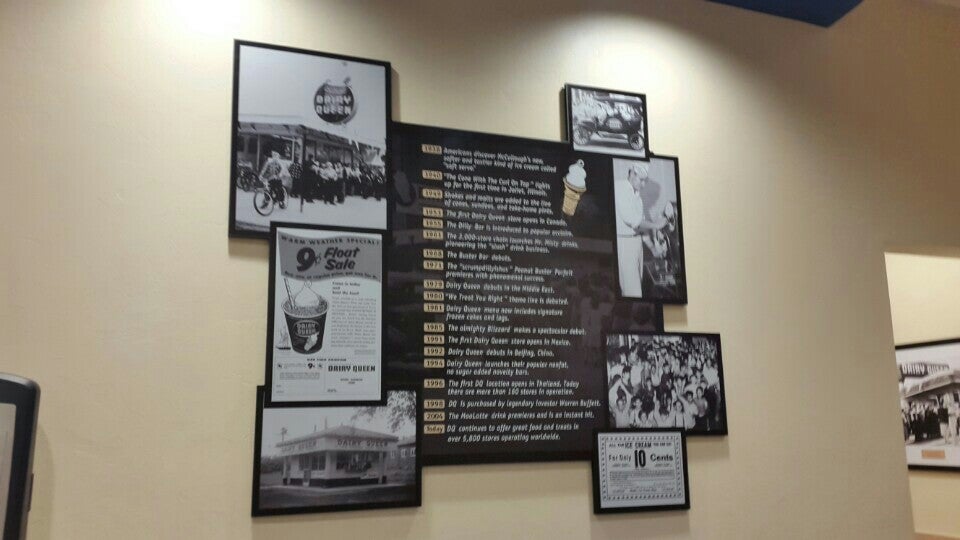 DAIRY
QUEEN
WARM WEATHER SPECIAL!
9¢ Float
Sale
DAIRY
QUEEN
DAIRY QUEEN
DAIRY QUEEN
1938 Americans discover McCullough's new,
softer and tastier kind of ice cream called
"soft serve."
1940 "The Cone With The Curl On Top" lights
up for the first time in Joliet, Illinois.
1949 Shakes and malts are added to the line
of cones, sundaes, and take-home pints.
1953 The first Dairy Queen store opens in Canada.
1955 The Dilly Bar is introduced to popular acclaim.
1961 The 3,000-store chain launches Mr. Misty drinks,
pioneering the "slush" drink business.
1968 The Buster Bar debuts.
1971 The "scrumpdillyishus" Peanut Buster Parfait
premieres with phenomenal success.
1979 Dairy Queen debuts in the Middle East.
1980 "We Treat You Right" theme line is debuted.
1981 Dairy Queen menu now includes signature
frozen cakes and logs.
1985 The almighty Blizzard makes a spectacular debut.
1991 The first Dairy Queen store opens in Mexico.
1992 Dairy Queen debuts in Beijing, China.
1994 Dairy Queen launches their popular nonfat,
no sugar added novelty bars.
1996 The first DQ location opens in Thailand. Today
there are more than 160 stores in operation.
1998 DQ is purchased by legendary investor Warren Buffett.
2004 The MooLatte drink premieres and is an instant hit.
Today DQ continues to offer great food and treats in
over 5,600 stores operating worldwide.
ICE CREAM
For Only 10 Cents
DAIRY QUEEN